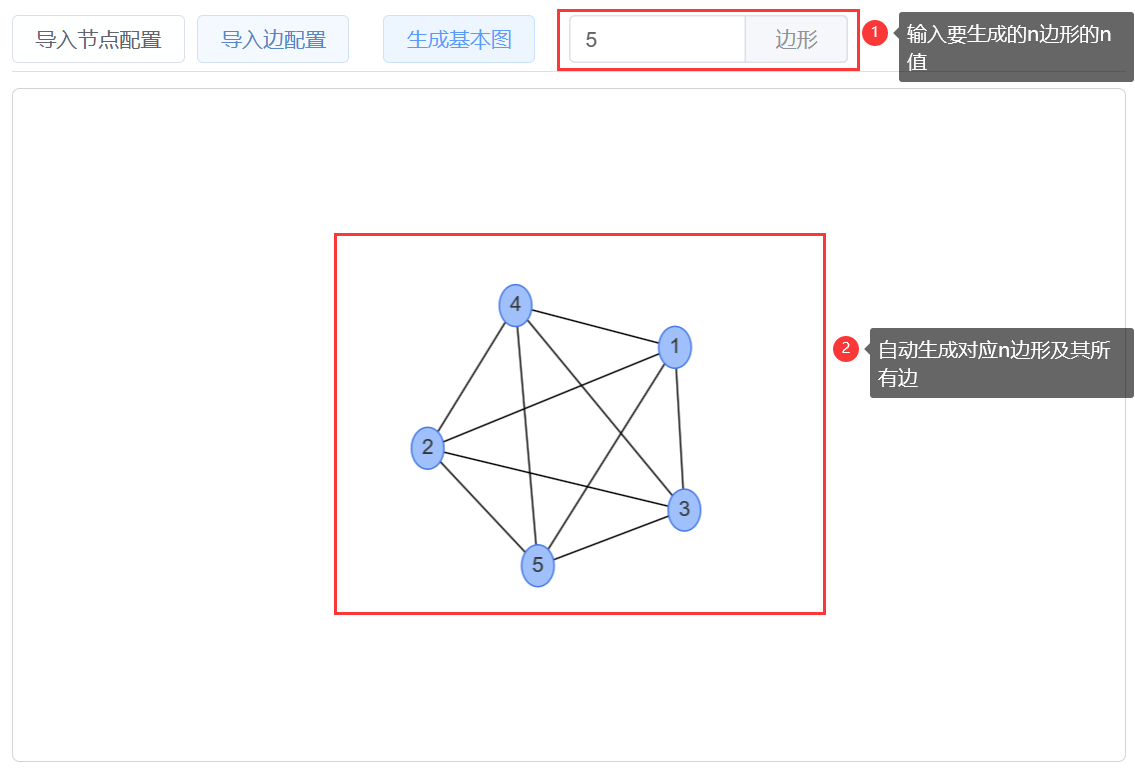 导入节点配置
导入边配置
生成基本图
5
边形
1
输入要生成的n边形的n
值
4
1
2
3
5
2
自动生成对应n边形及其所
有边